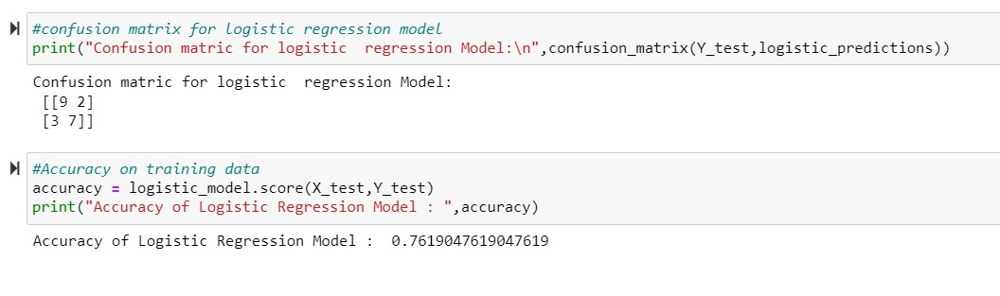 #confusion matrix for logistic regression model
print("Confusion matric for logistic  regression Model:\n",confusion_matrix(Y_test,logistic_predictions))
Confusion matric for logistic  regression Model:
 [[9 2]
 [3 7]]
#Accuracy on training data
accuracy = logistic_model.score(X_test,Y_test)
print("Accuracy of Logistic Regression Model : ",accuracy)
Accuracy of Logistic Regression Model :  0.7619047619047619